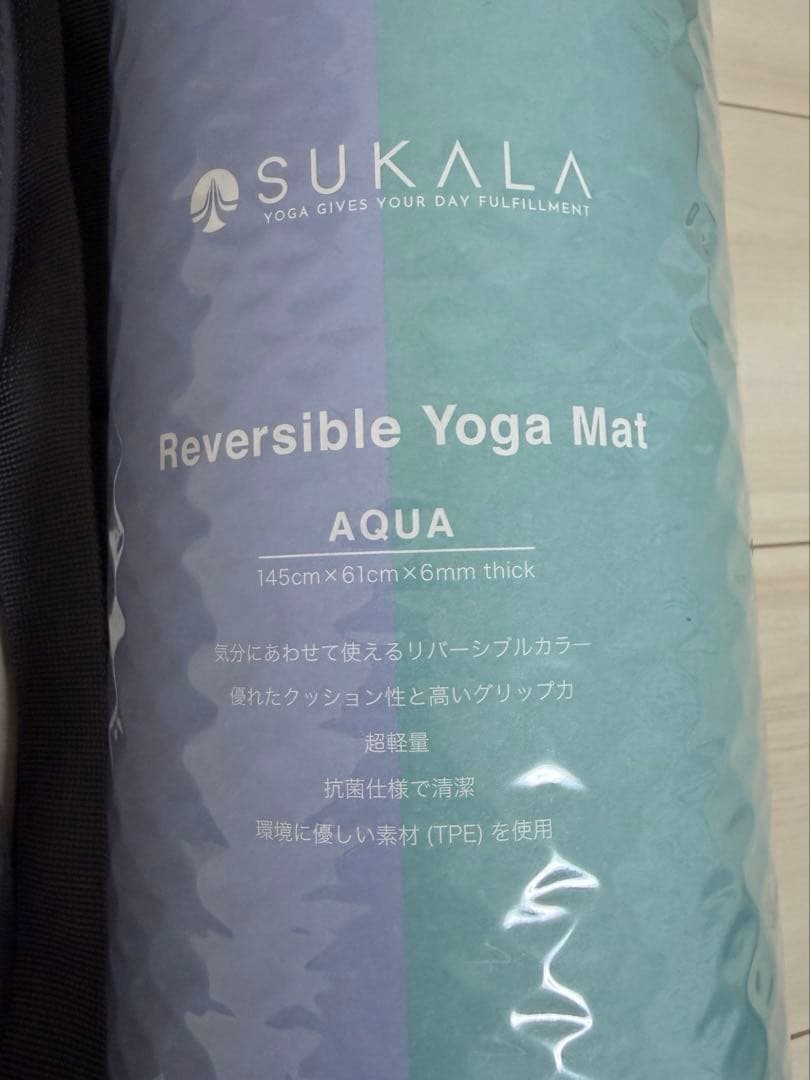 SUKALA
YOGA GIVES YOUR DAY FULFILLMENT
Reversible Yoga Mat
AQUA
145cm×61cm×6mm thick
気分にあわせて使えるリバーシブルカラー
優れたクッション性と高いグリップ力
超軽量
抗菌仕様で清潔
環境に優しい素材 (TPE) を使用